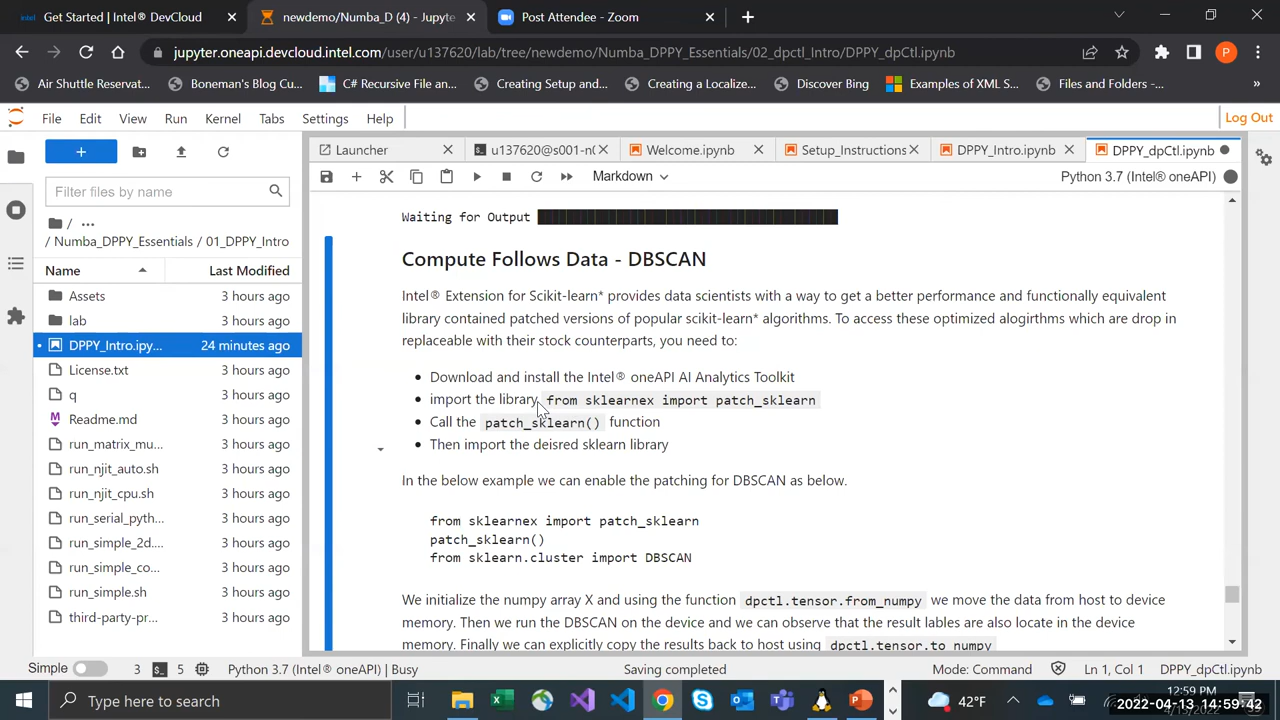 intel Get Started | Intel® DevCloud newdemo/Numba_D (4) - Jupyte Post Attendee - Zoom
jupyter.oneapi.devcloud.intel.com/user/u137620/lab/tree/newdemo/Numba_DPPY_Essentials/02_dpctl_Intro/DPPY_dpCtl.ipynb P
Air Shuttle Reservat... Boneman's Blog Cu... C# Recursive File an... Creating Setup and... Creating a Localize... Discover Bing Examples of XML S... Files and Folders -... »
File Edit View Run Kernel Tabs Settings Help Log Out
Launcher u137620@s001-n0 Welcome.ipynb Setup_Instructions DPPY_Intro.ipynb DPPY_dpCtl.ipynb
Markdown Python 3.7 (Intel® oneAPI)
Filter files by name
/ ...
/ Numba_DPPY_Essentials / 01_DPPY_Intro
Name Last Modified
Assets 3 hours ago
lab 3 hours ago
DPPY_Intro.ipy... 24 minutes ago
License.txt 3 hours ago
q 3 hours ago
Readme.md 3 hours ago
run_matrix_mu... 3 hours ago
run_njit_auto.sh 3 hours ago
run_njit_cpu.sh 3 hours ago
run_serial_pyth... 3 hours ago
run_simple_2d.... 3 hours ago
run_simple_co... 3 hours ago
run_simple.sh 3 hours ago
third-party-pr... 3 hours ago
Waiting for Output
Compute Follows Data - DBSCAN
Intel® Extension for Scikit-learn* provides data scientists with a way to get a better performance and functionally equivalent
library contained patched versions of popular scikit-learn* algorithms. To access these optimized alogirthms which are drop in
replaceable with their stock counterparts, you need to:
Download and install the Intel® oneAPI AI Analytics Toolkit
import the library from sklearnex import patch_sklearn
Call the patch_sklearn() function
Then import the deisred sklearn library
In the below example we can enable the patching for DBSCAN as below.
from sklearnex import patch_sklearn
patch_sklearn()
from sklearn.cluster import DBSCAN
We initialize the numpy array X and using the function dpctl.tensor.from_numpy we move the data from host to device
memory. Then we run the DBSCAN on the device and we can observe that the result lables are also locate in the device
memory. Finally we can explicitly copy the results back to host using dpctl.tensor.to_numpy
Simple 3 5 Python 3.7 (Intel® oneAPI) | Busy Saving completed Mode: Command Ln 1, Col 1 DPPY_dpCtl.ipynb
Type here to search 42°F 12:59 PM
2022-04-13 14:59:42